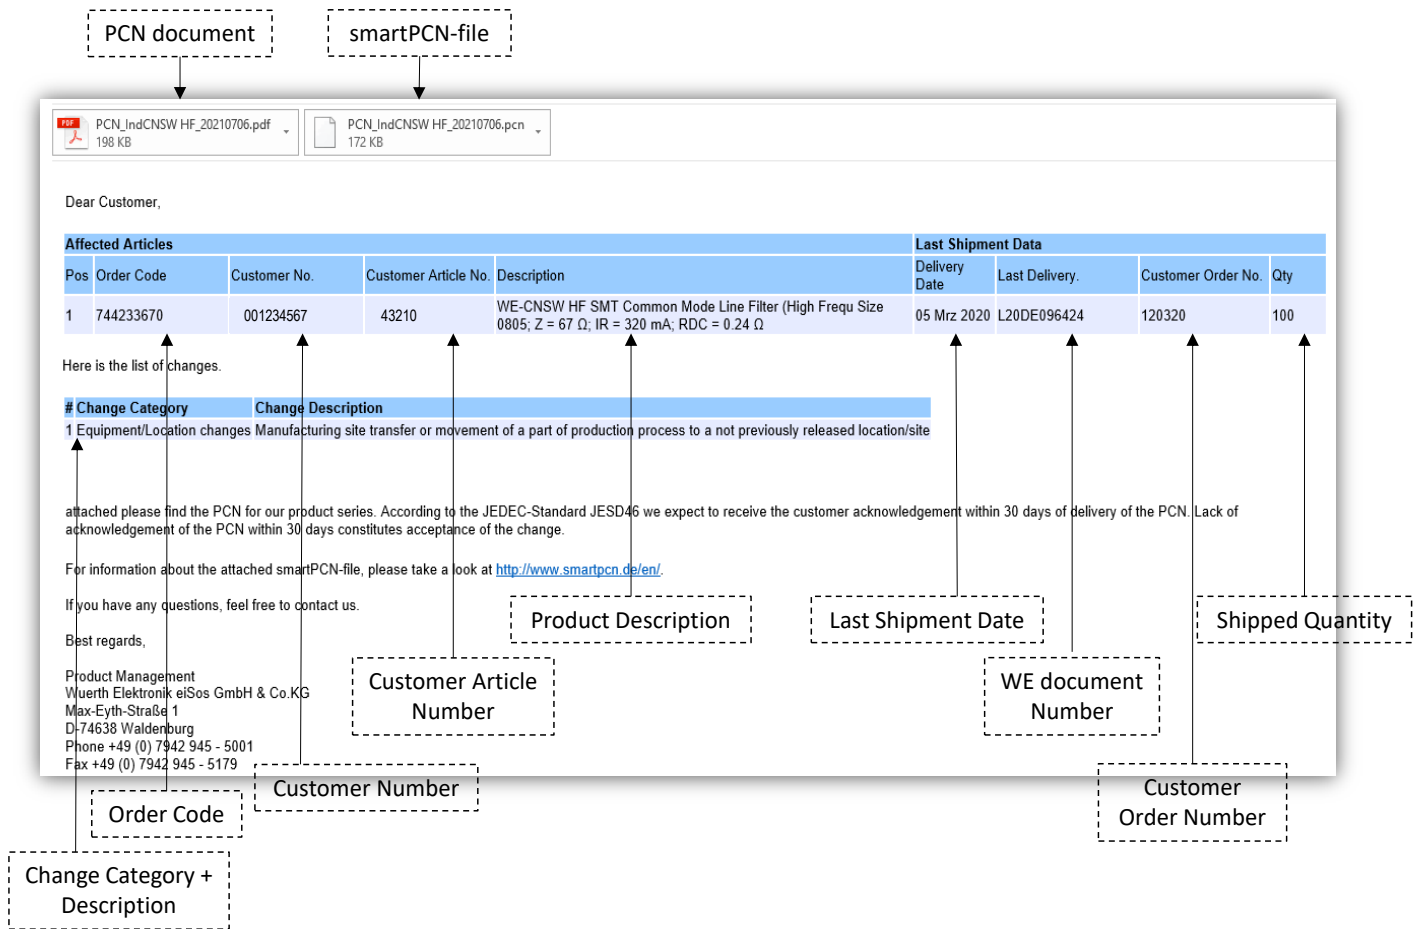 PCN document
smartPCN-file
PDF
PCN_IndCNSW HF_20210706.pdf
198 KB
PCN_IndCNSW HF_20210706.pcn
172 KB
Dear Customer,
Affected Articles Last Shipment Data
Pos Order Code Customer No. Customer Article No. Description Delivery Date Last Delivery. Customer Order No. Qty
1 744233670 001234567 43210 WE-CNSW HF SMT Common Mode Line Filter (High Frequ Size 0805; Z = 67 Ω; IR = 320 mA; RDC = 0.24 Ω 05 Mrz 2020 L20DE096424 120320 100
Here is the list of changes.
# Change Category Change Description
1 Equipment/Location changes Manufacturing site transfer or movement of a part of production process to a not previously released location/site
attached please find the PCN for our product series. According to the JEDEC-Standard JESD46 we expect to receive the customer acknowledgement within 30 days of delivery of the PCN. Lack of
acknowledgement of the PCN within 30 days constitutes acceptance of the change.
For information about the attached smartPCN-file, please take a look at http://www.smartpcn.de/en/.
If you have any questions, feel free to contact us.
Best regards,
Product Management
Wuerth Elektronik eiSos GmbH & Co.KG
Max-Eyth-Straße 1
D-74638 Waldenburg
Phone +49 (0) 7942 945 - 5001
Fax +49 (0) 7942 945 - 5179
Product Description
Last Shipment Date
Shipped Quantity
Customer Article
Number
WE document
Number
Customer Number
Customer
Order Number
Order Code
Change Category +
Description